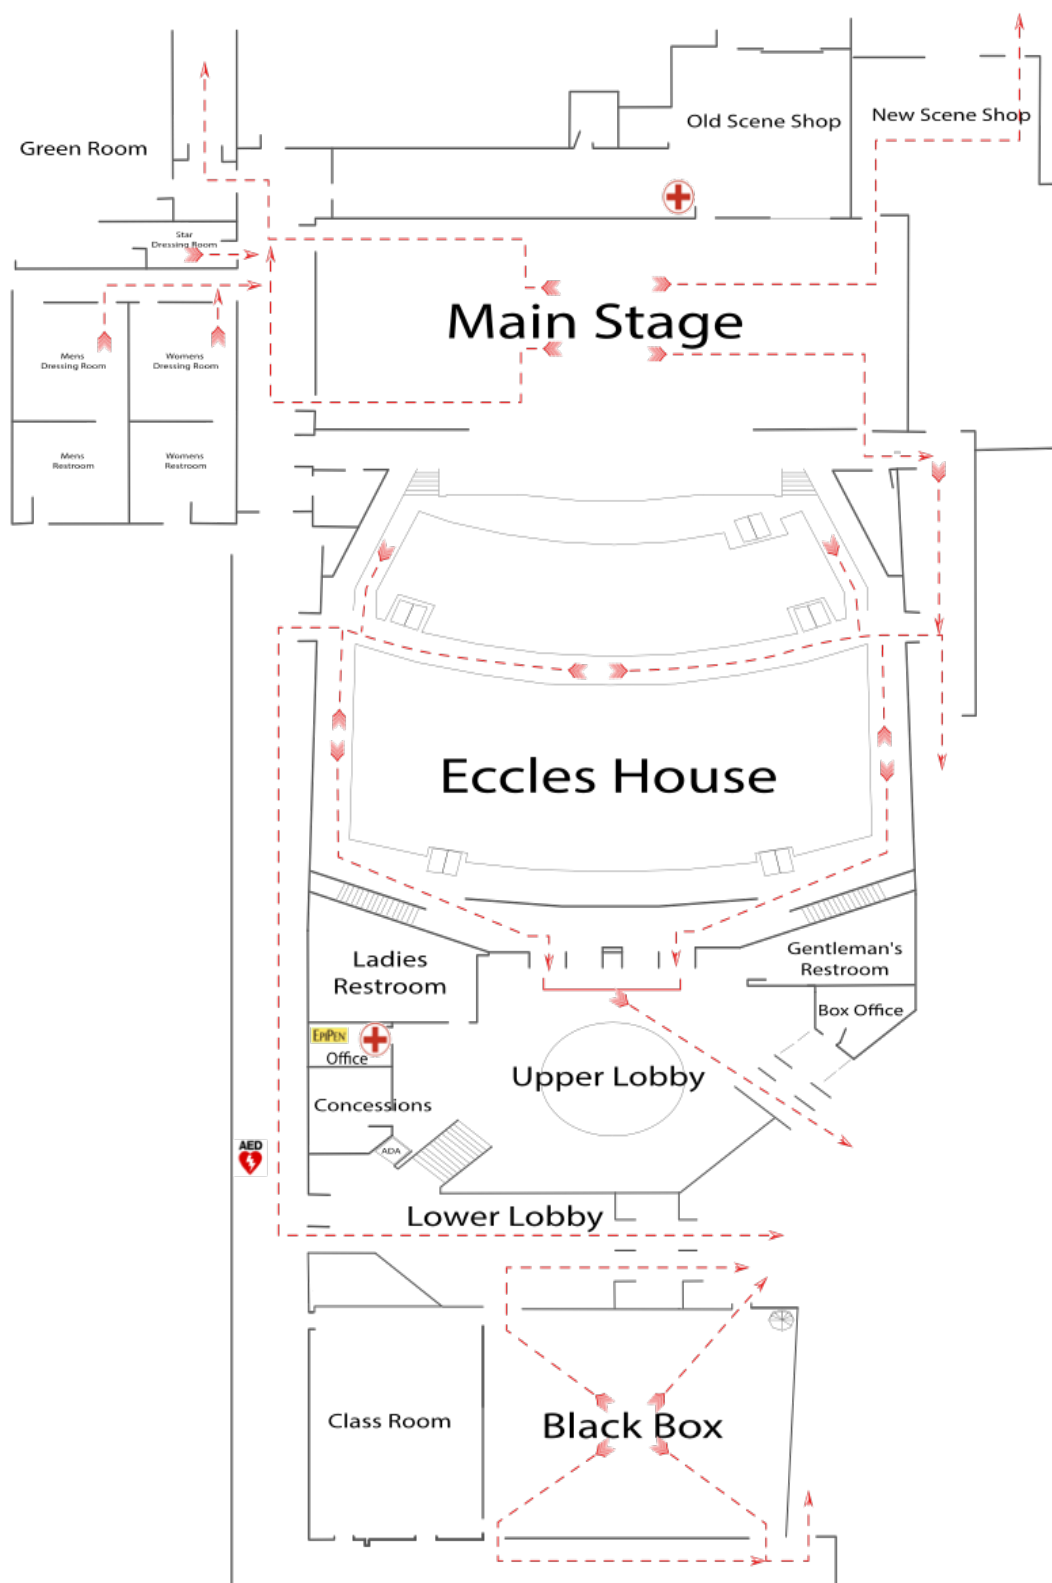 Old Scene Shop
New Scene Shop
Green Room
Star
Dressing Room
Main Stage
Mens
Dressing Room
Womens
Dressing Room
Mens
Restroom
Womens
Restroom
Eccles House
Ladies
Restroom
Gentleman's
Restroom
Box Office
EpiPen
Office
Upper Lobby
Concessions
AED
ADA
Lower Lobby
Class Room
Black Box